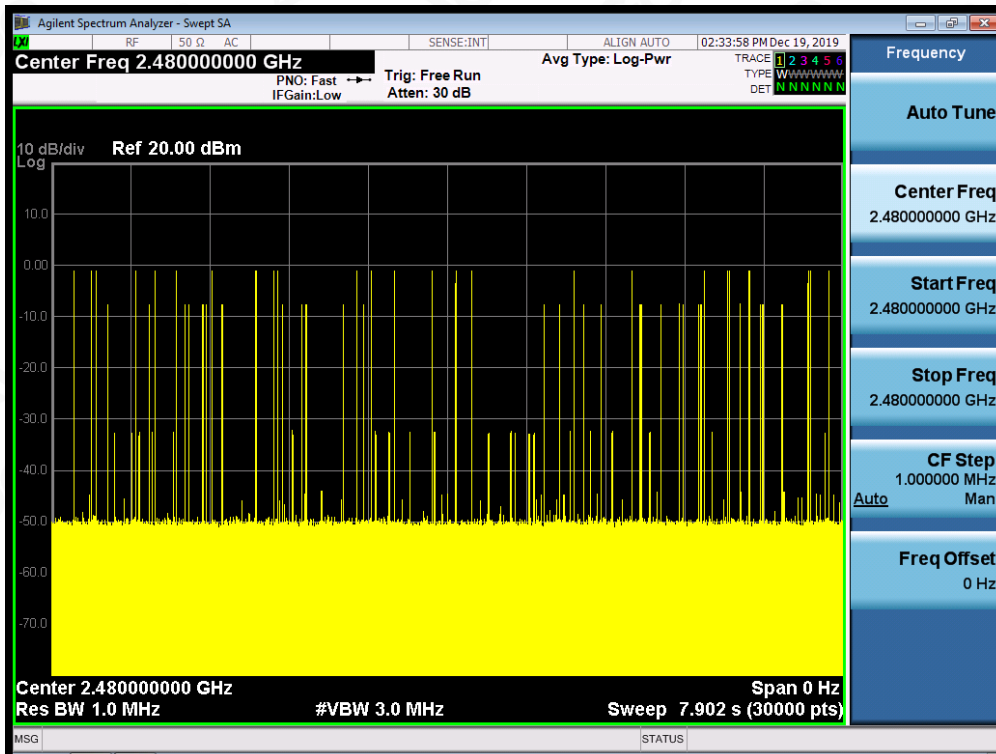 Agilent Spectrum Analyzer - Swept SA
LXI RF 50 Ω AC SENSE:INT ALIGN AUTO 02:33:58 PM Dec 19, 2019
Center Freq 2.480000000 GHz
PNO: Fast
IFGain:Low
Trig: Free Run
Atten: 30 dB
Avg Type: Log-Pwr
TRACE 1 2 3 4 5 6
TYPE WWWWWW
DET N N N N N N
10 dB/div
Log
Ref 20.00 dBm
10.0
0.00
-10.0
-20.0
-30.0
-40.0
-50.0
-60.0
-70.0
Center 2.480000000 GHz
Span 0 Hz
Res BW 1.0 MHz
#VBW 3.0 MHz
Sweep 7.902 s (30000 pts)
MSG
STATUS
Frequency
Auto Tune
Center Freq
2.480000000 GHz
Start Freq
2.480000000 GHz
Stop Freq
2.480000000 GHz
CF Step
1.000000 MHz
Auto Man
Freq Offset
0 Hz